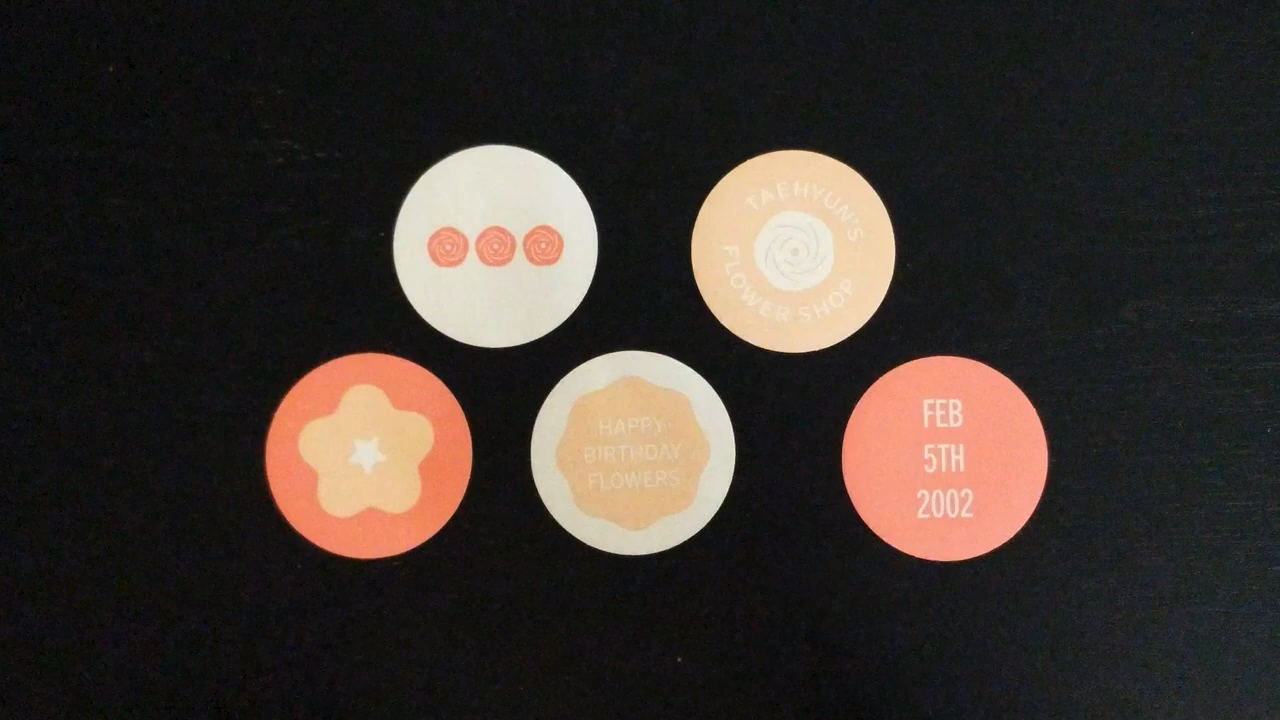 TAEHYUN'S
FLOWER SHOP
HAPPY
BIRTHDAY
FLOWERS
FEB
5TH
2002